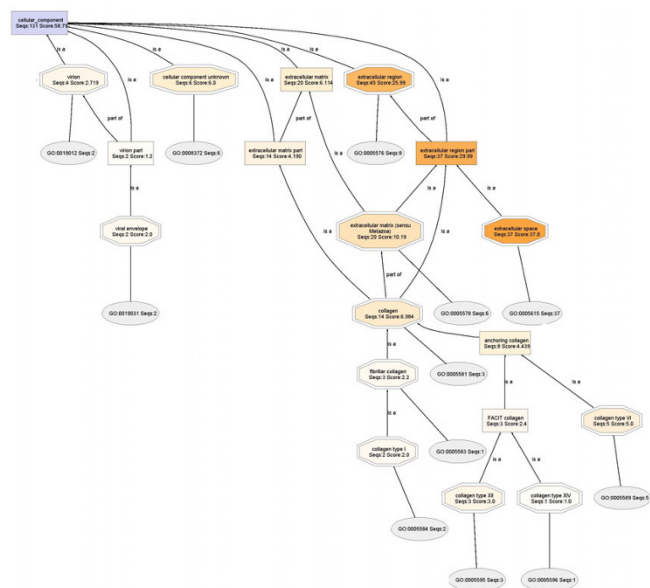 cellular_component
Seqs:131 Score:50.7
is a
is a
is a
is a
is a
is a
is a
virion
Seqs:4 Score:2.719
cellular component unknown
Seqs:6 Score:6.0
extracellular matrix
Seqs:20 Score:6.114
extracellular region
Seqs:45 Score:25.99
part of
part of
part of
GO:0019012 Seqs:2
virion part
Seqs:2 Score:1.2
GO:0008372 Seqs:6
extracellular matrix part
Seqs:14 Score:4.190
GO:0005576 Seqs:8
extracellular region part
Seqs:37 Score:29.99
is a
is a
is a
is a
viral envelope
Seqs:2 Score:2.0
extracellular matrix (sensu
Metazoa)
Seqs:20 Score:10.19
extracellular space
Seqs:37 Score:37.0
is a
is a
part of
GO:0019031 Seqs:2
collagen
Seqs:14 Score:6.984
GO:0005578 Seqs:6
GO:0005615 Seqs:37
anchoring collagen
Seqs:8 Score:4.439
is a
fibrillar collagen
Seqs:3 Score:2.2
GO:0005581 Seqs:3
is a
is a
is a
FACIT collagen
Seqs:3 Score:2.4
collagen type VI
Seqs:5 Score:5.0
collagen type I
Seqs:2 Score:2.0
GO:0005583 Seqs:1
is a
is a
collagen type XII
Seqs:3 Score:3.0
collagen type XIV
Seqs:1 Score:1.0
GO:0005589 Seqs:5
GO:0005584 Seqs:2
GO:0005595 Seqs:3
GO:0005596 Seqs:1